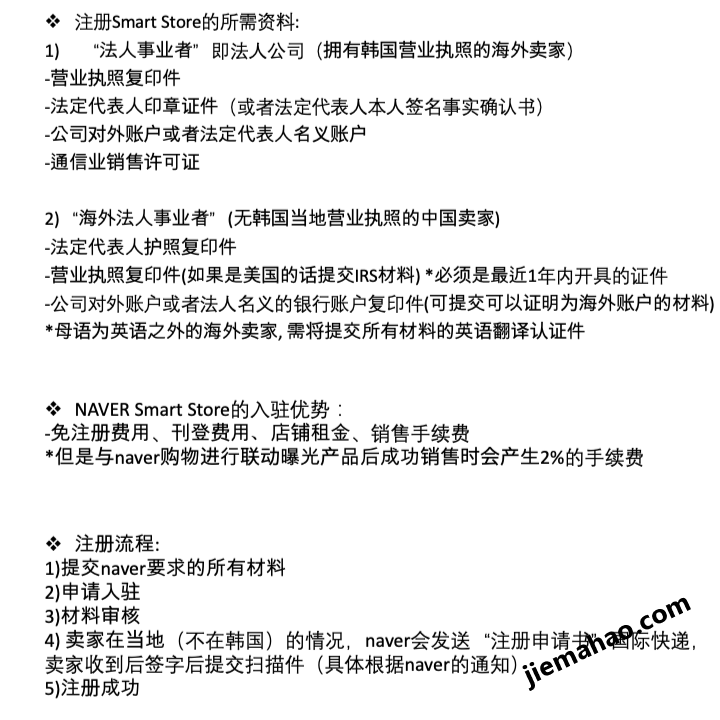 ❖ 注册Smart Store的所需资料:
1) “法人事业者” 即法人公司（拥有韩国营业执照的海外卖家）
-营业执照复印件
-法定代表人印章证件（或者法定代表人本人签名事实确认书）
-公司对外账户或者法定代表人名义账户
-通信业销售许可证
2) “海外法人事业者” (无韩国当地营业执照的中国卖家)
-法定代表人护照复印件
-营业执照复印件(如果是美国的话提交IRS材料) *必须是最近1年内开具的证件
-公司对外账户或者法人名义的银行账户复印件(可提交可以证明为海外账户的材料)
*母语为英语之外的海外卖家, 需将提交所有材料的英语翻译认证件
❖ NAVER Smart Store的入驻优势：
-免注册费用、刊登费用、店铺租金、销售手续费
*但是与naver购物进行联动曝光产品后成功销售时会产生2%的手续费
❖ 注册流程:
1)提交naver要求的所有材料
2)申请入驻
3)材料审核
4) 卖家在当地（不在韩国）的情况，naver会发送“注册申请书”国际快递，
卖家收到后签字后提交扫描件（具体根据naver的通知）
5)注册成功
jiemahao.com